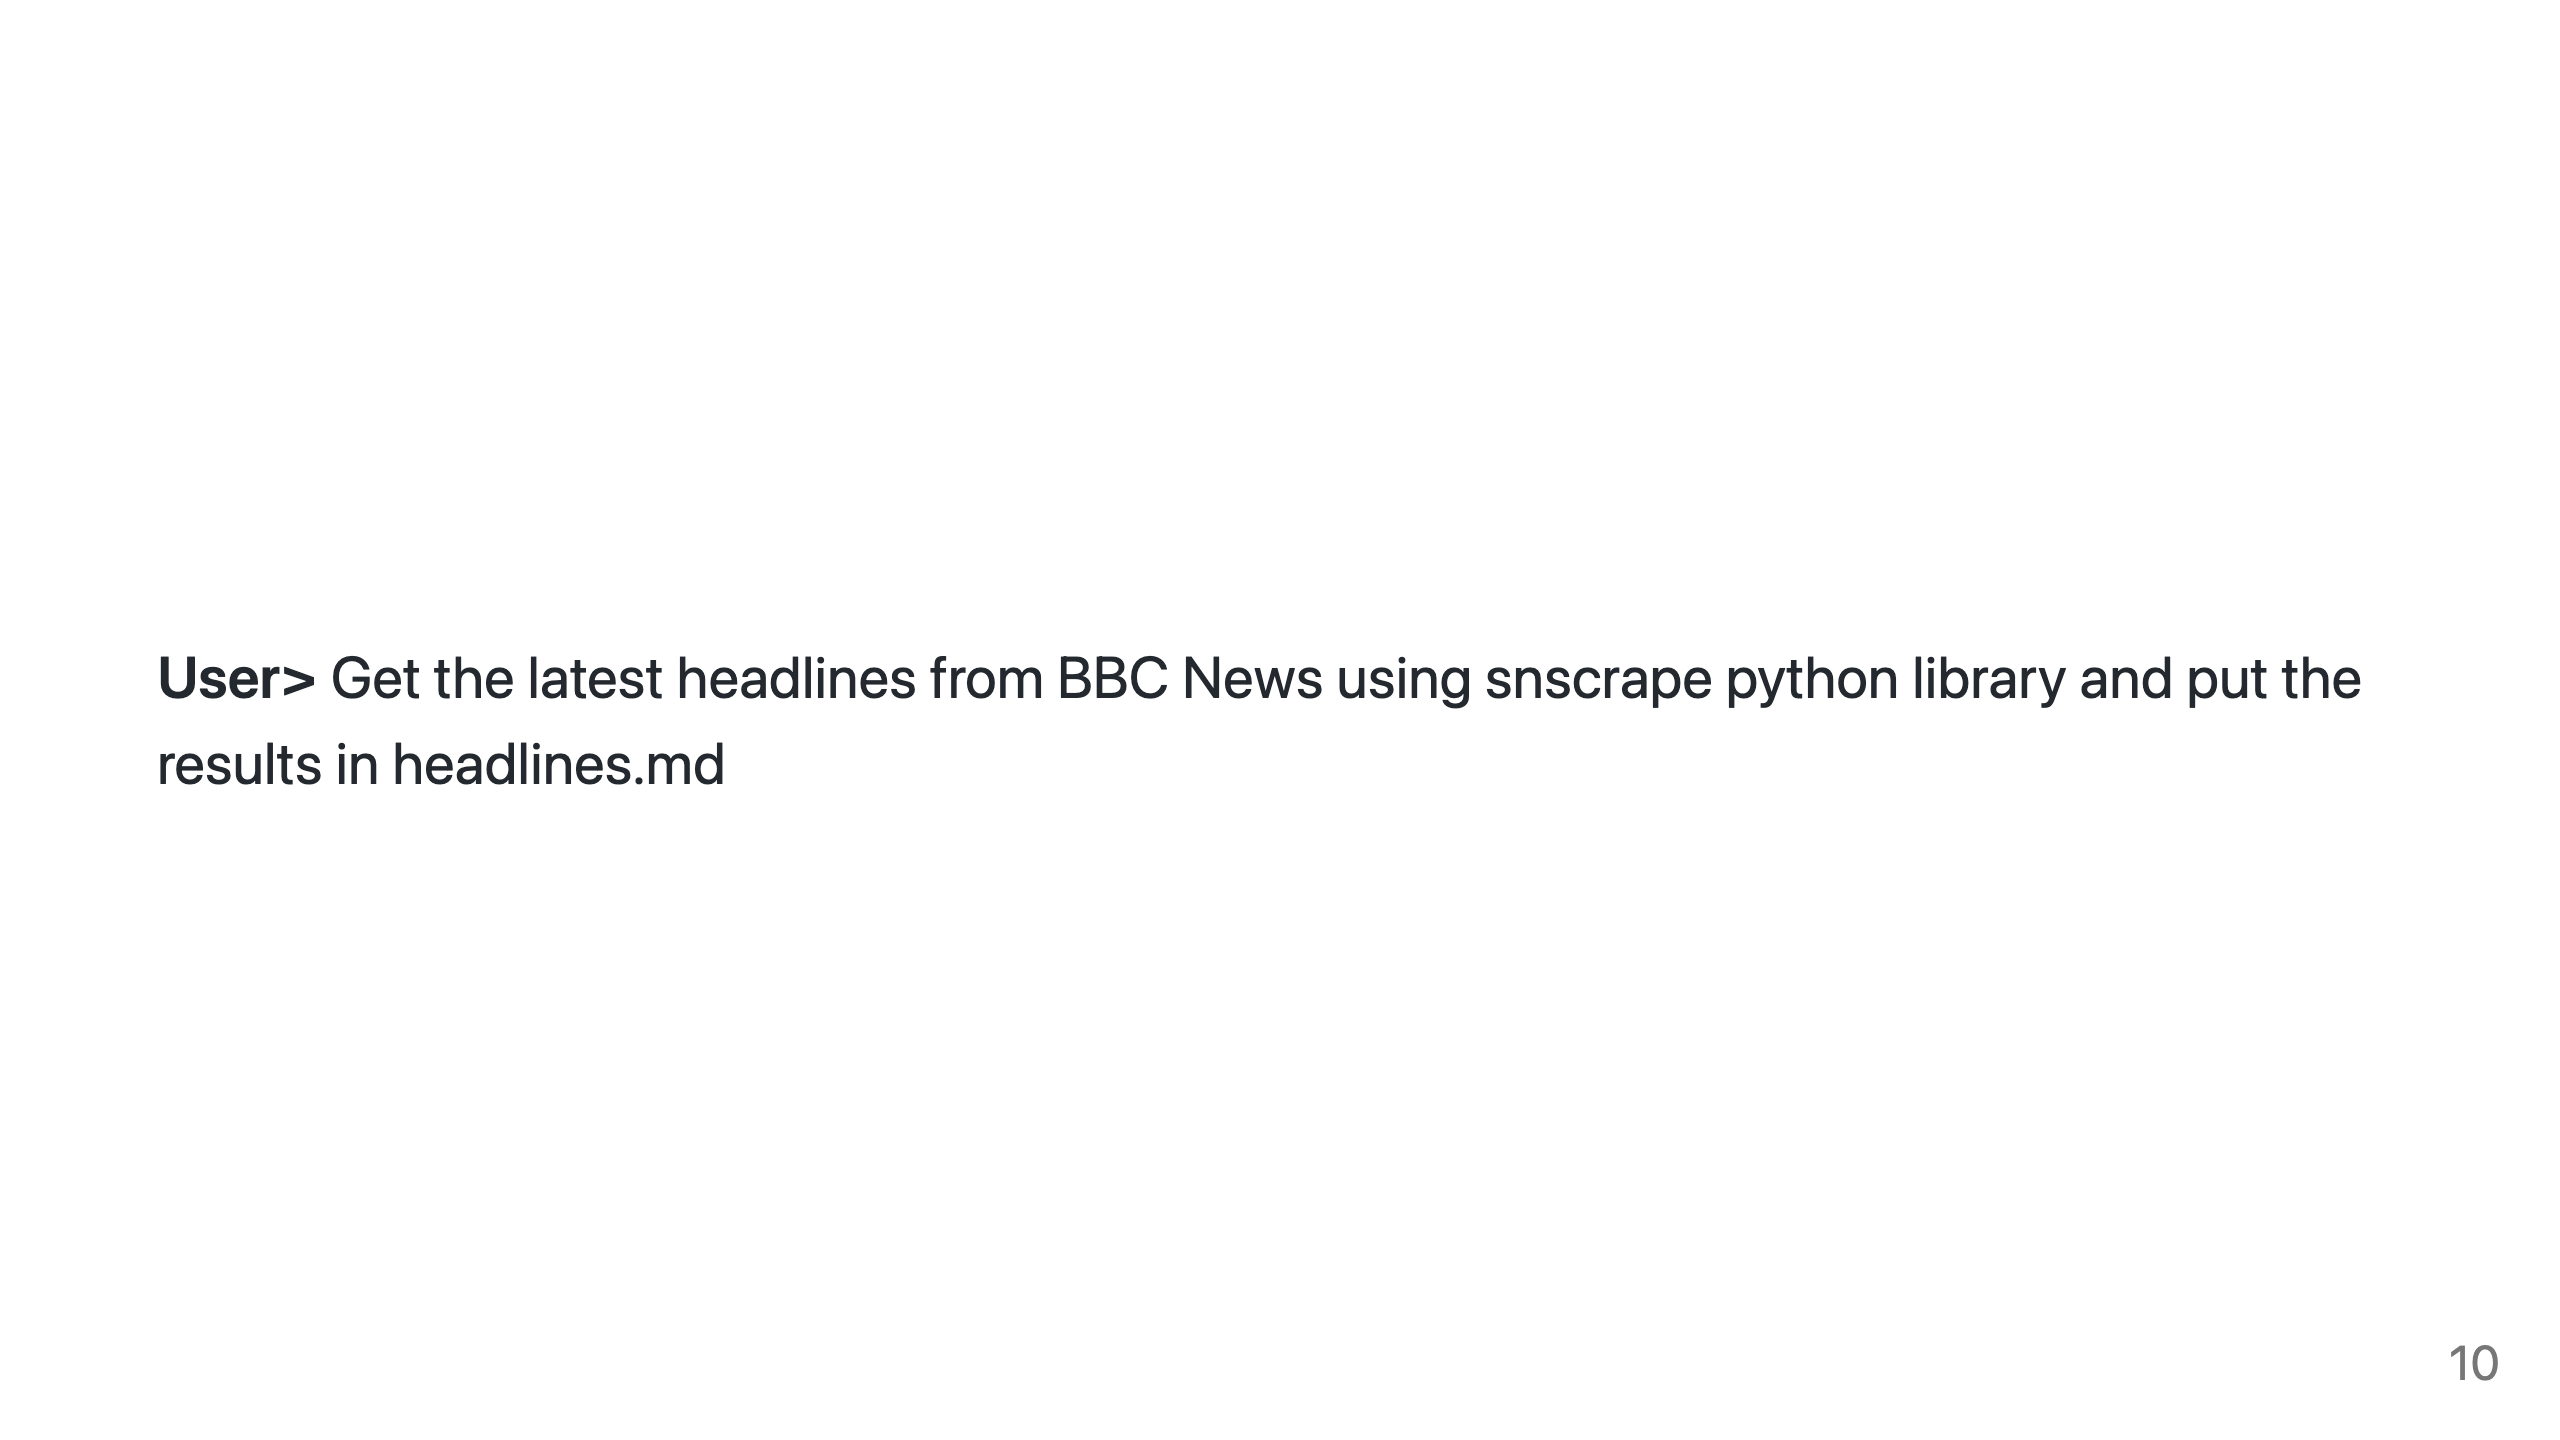 User> Get the latest headlines from BBC News using snscrape python library and put the
results in headlines.md
10